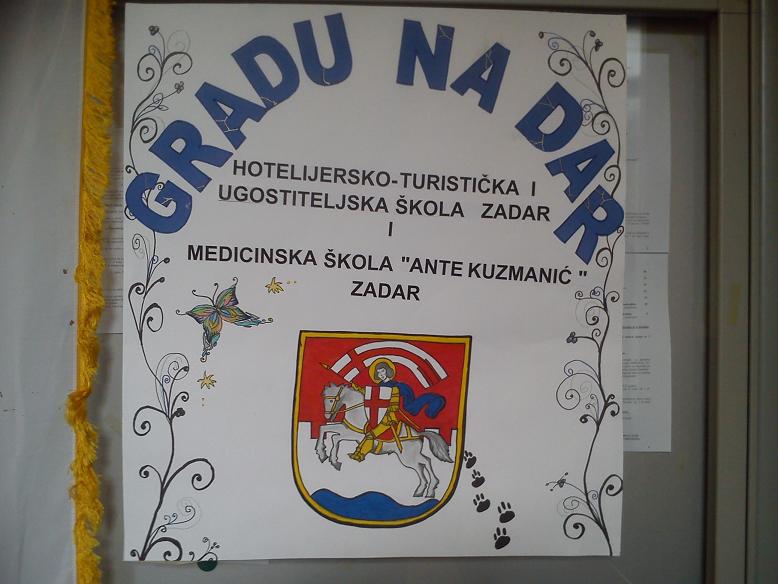 GRADU NA DAR
HOTELIJERSKO-TURISTIČKA I
UGOSTITELJSKA ŠKOLA ZADAR
I
MEDICINSKA ŠKOLA "ANTE KUZMANIĆ "
ZADAR